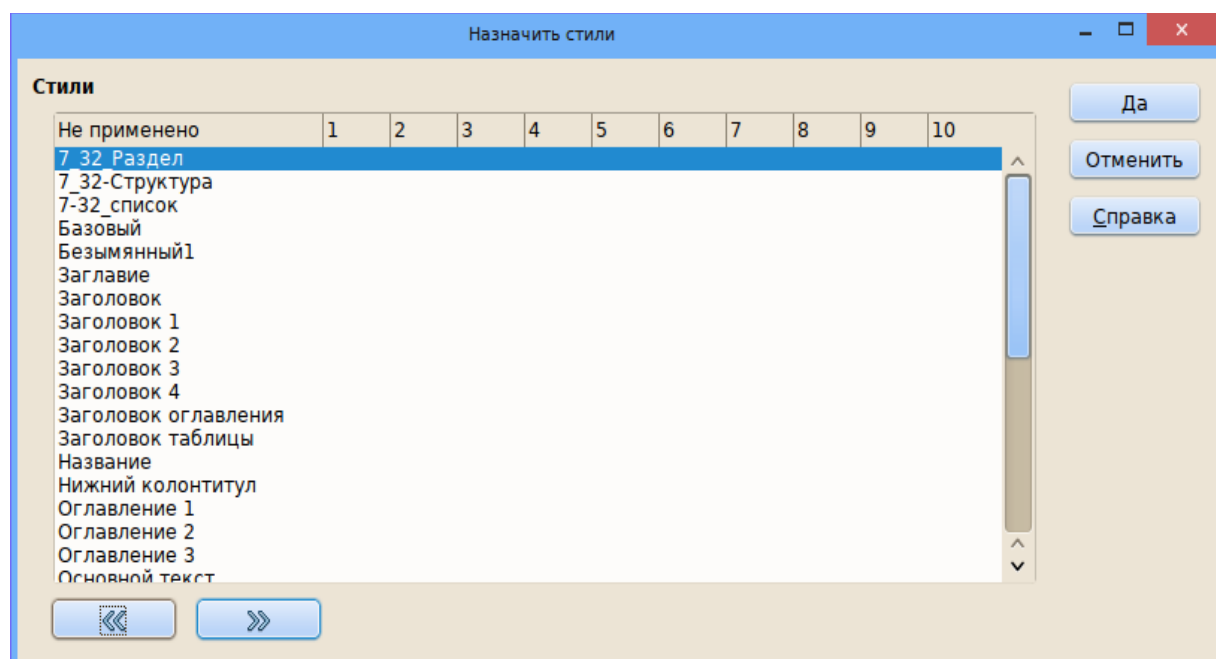 Назначить стили
Стили
Да
Не применено 1 2 3 4 5 6 7 8 9 10
7_32_Раздел
Отменить
7_32-Структура
7-32_список
Справка
Базовый
Безымянный1
Заглавие
Заголовок
Заголовок 1
Заголовок 2
Заголовок 3
Заголовок 4
Заголовок оглавления
Заголовок таблицы
Название
Нижний колонтитул
Оглавление 1
Оглавление 2
Оглавление 3
Основной текст